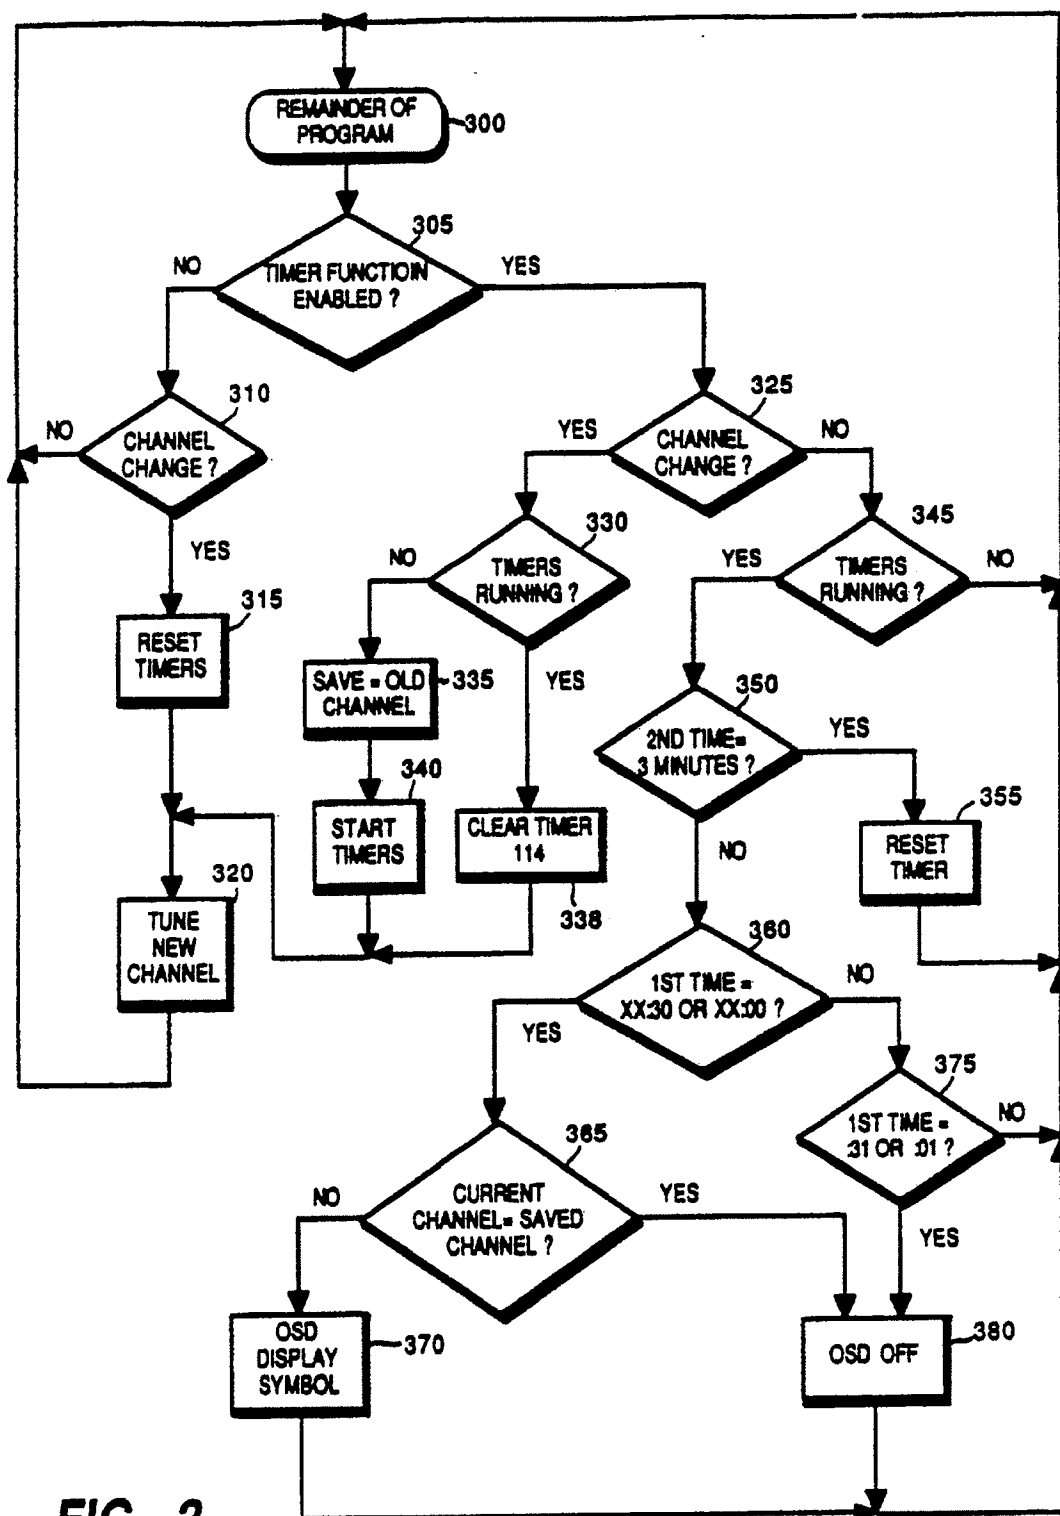 REMAINDER OF
PROGRAM
300
305
TIMER FUNCTIOIN
ENABLED ?
NO
YES
310
CHANNEL
CHANGE ?
NO
YES
325
CHANNEL
CHANGE ?
YES
NO
330
TIMERS
RUNNING ?
NO
YES
345
TIMERS
RUNNING ?
YES
NO
315
RESET
TIMERS
SAVE = OLD
CHANNEL
335
350
2ND TIME=
3 MINUTES ?
YES
NO
340
START
TIMERS
CLEAR TIMER
114
338
355
RESET
TIMER
320
TUNE
NEW
CHANNEL
360
1ST TIME =
XX:30 OR XX:00 ?
YES
NO
375
1ST TIME =
:31 OR :01 ?
NO
YES
365
CURRENT
CHANNEL= SAVED
CHANNEL ?
NO
YES
OSD
DISPLAY
SYMBOL
370
OSD OFF
380